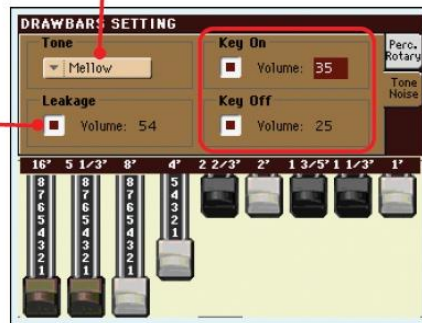 DRAWBARS SETTING
Tone
Mellow
Key On
Volume: 35
Perc.
Rotary
Tone
Noise
Leakage
Volume: 54
Key Off
Volume: 25
16' 5 1/3' 8' 4' 2 2/3' 2' 1 3/5' 1 1/3' 1'
8 8 8 5
7 7 7 4
6 6 6 3
5 5 5 2
4 4 4 1
3 3 3
2 2 2
1 1 1